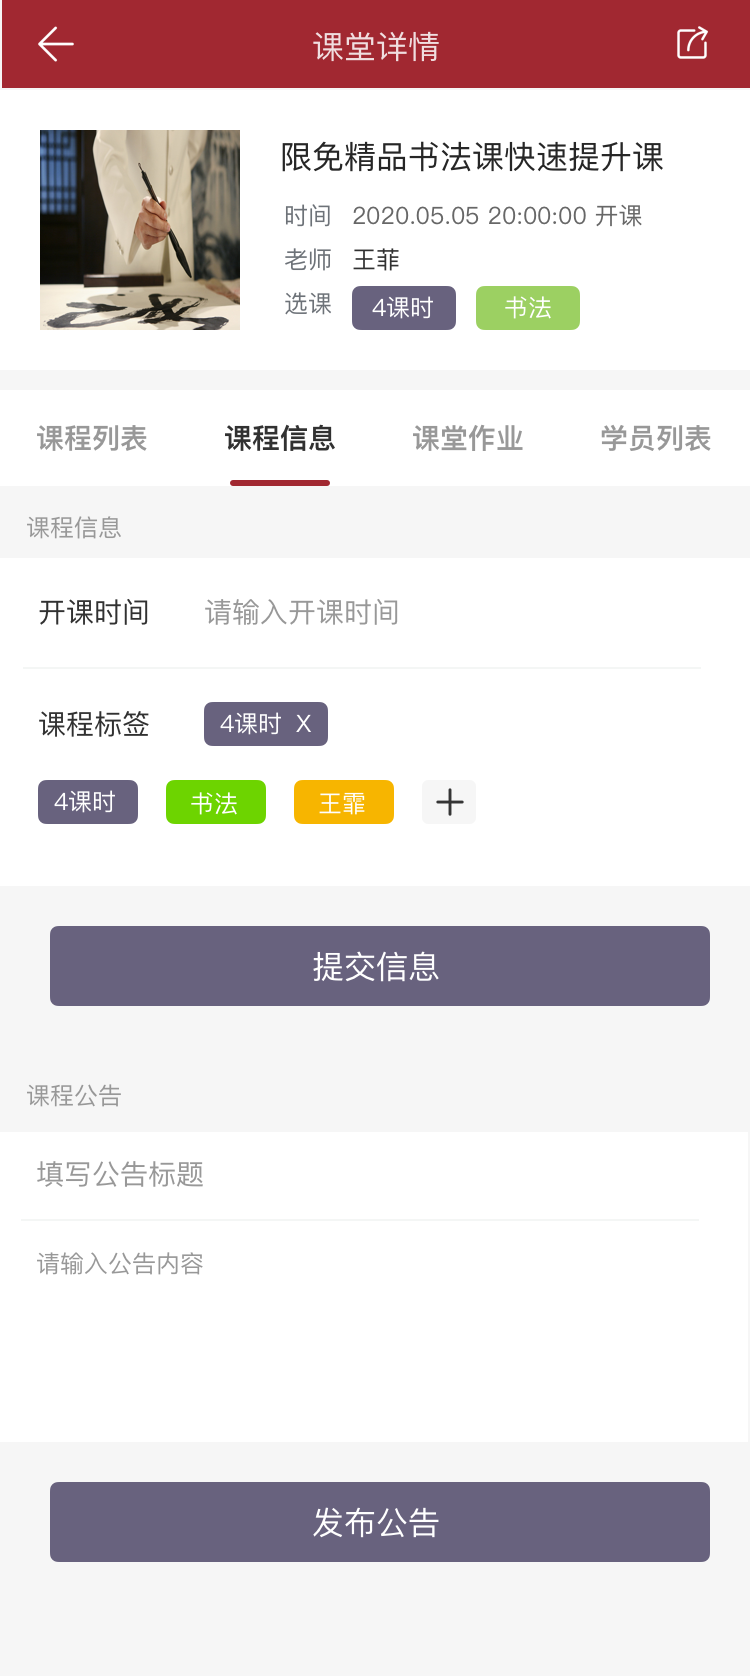 课堂详情
限免精品书法课快速提升课
时间 2020.05.05 20:00:00 开课
老师 王菲
选课 4课时 书法
课程列表 课程信息 课堂作业 学员列表
课程信息
开课时间 请输入开课时间
课程标签 4课时 X
4课时 书法 王霏
提交信息
课程公告
填写公告标题
请输入公告内容
发布公告